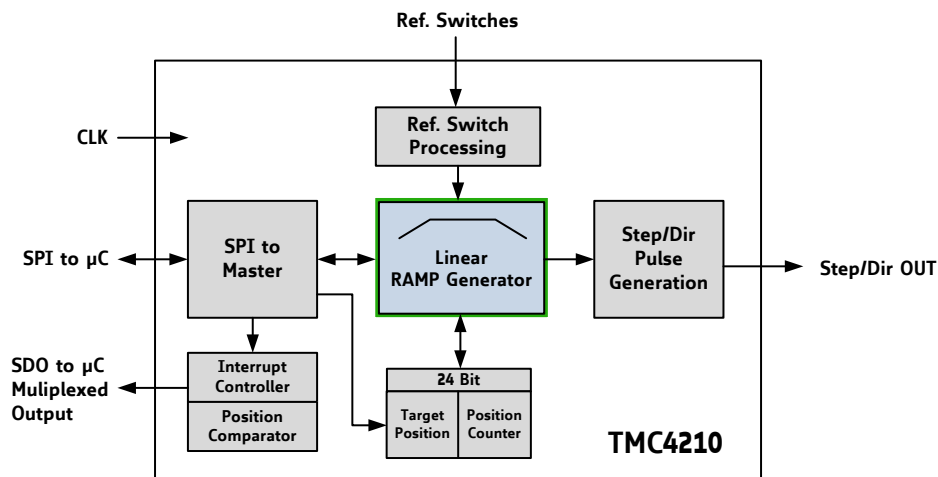 Ref. Switches
CLK
Ref. Switch
Processing
SPI to µC
SPI to
Master
Linear
RAMP Generator
Step/Dir
Pulse
Generation
Step/Dir OUT
SDO to µC
Muliplexed
Output
Interrupt
Controller
Position
Comparator
24 Bit
Target
Position
Position
Counter
TMC4210